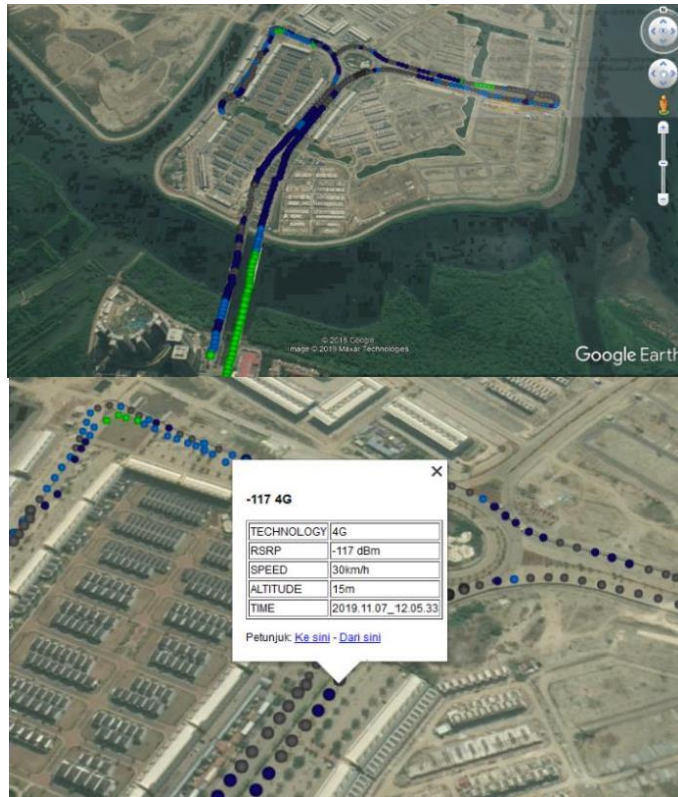 © 2018 Google
Image © 2019 Maxar Technologies
Google Earth
-117 4G
TECHNOLOGY 4G
RSRP -117 dBm
SPEED 30km/h
ALTITUDE 15m
TIME 2019.11.07_12.05.33
Petunjuk: Ke sini - Dari sini